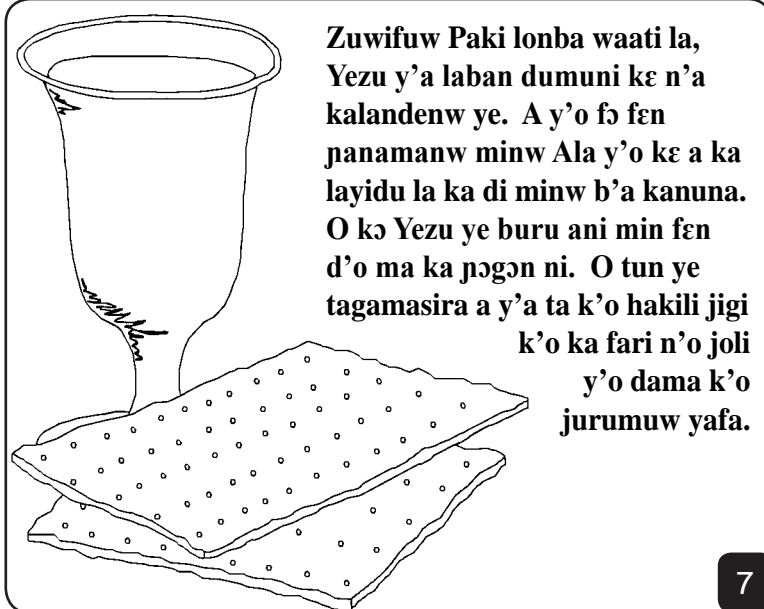 Zuwifuw Paki lonba waati la,
Yezu y’a laban dumuni kɛ n’a
kalandenw ye. A y’o fɔ fɛn
ɲanamanw minw Ala y’o kɛ a ka
layidu la ka di minw b’a kanuna.
O kɔ Yezu ye buru ani min fɛn
d’o ma ka ɲɔgɔn ni. O tun ye
tagamasira a y’a ta k’o hakili jigi
k’o ka fari n’o joli
y’o dama k’o
jurumuw yafa.
7